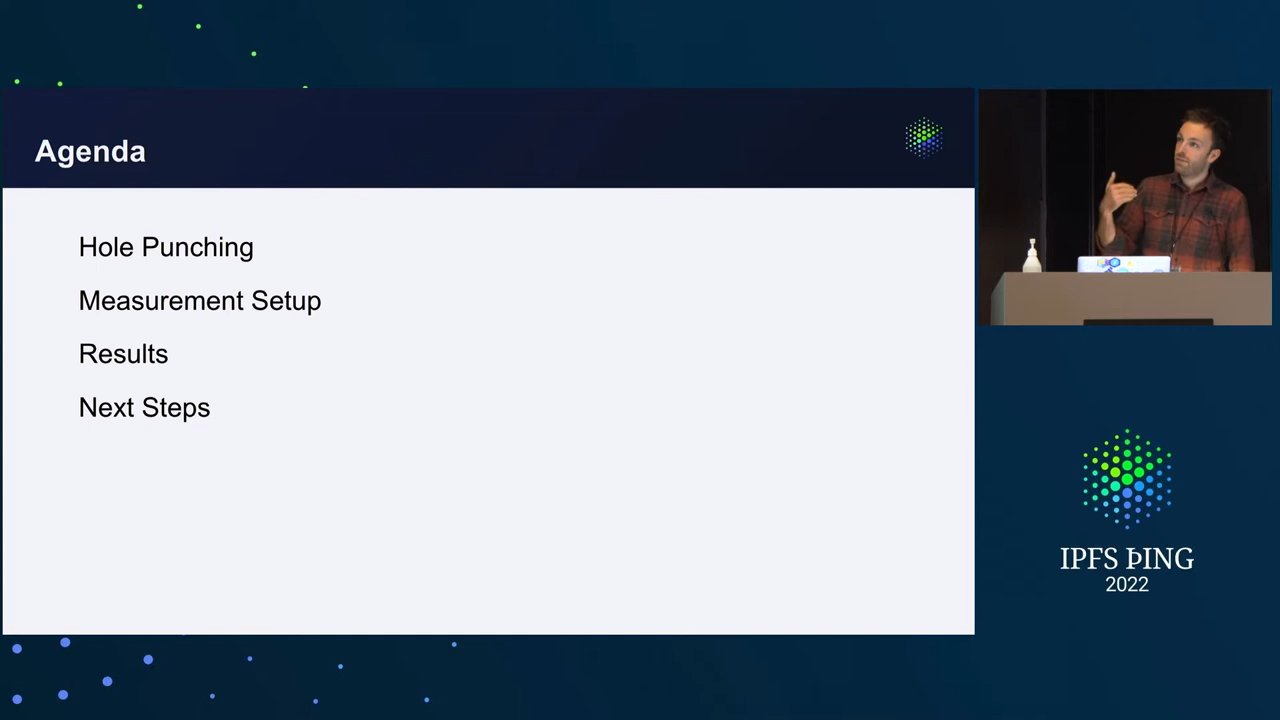 Agenda
Hole Punching
Measurement Setup
Results
Next Steps
IPFS ÞING
2022